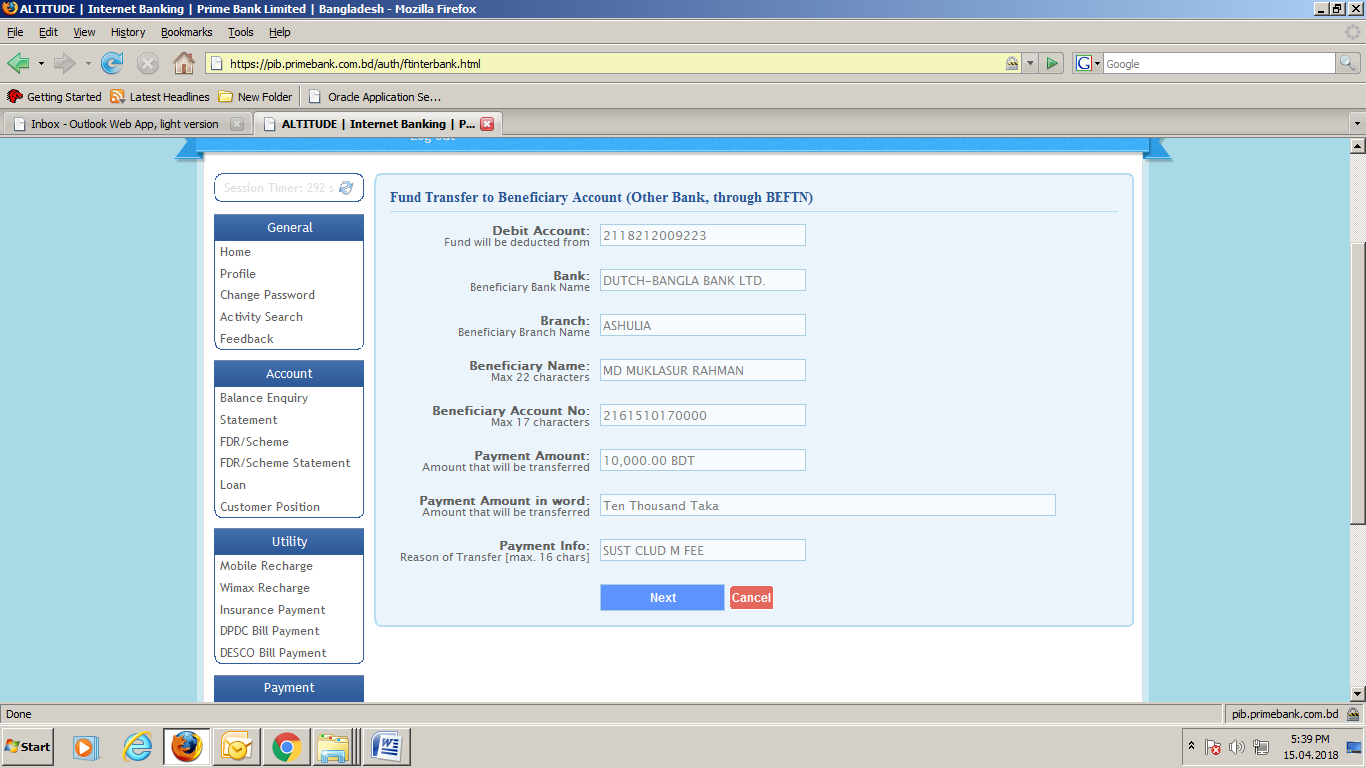 ALTITUDE | Internet Banking | Prime Bank Limited | Bangladesh - Mozilla Firefox
File Edit View History Bookmarks Tools Help
https://pib.primebank.com.bd/auth/ftinterbank.html
G Google
Getting Started Latest Headlines New Folder Oracle Application Se...
Inbox - Outlook Web App, light version ALTITUDE | Internet Banking | P...
Session Timer: 292 s
General
Home
Profile
Change Password
Activity Search
Feedback
Account
Balance Enquiry
Statement
FDR/Scheme
FDR/Scheme Statement
Loan
Customer Position
Utility
Mobile Recharge
Wimax Recharge
Insurance Payment
DPDC Bill Payment
DESCO Bill Payment
Payment
Fund Transfer to Beneficiary Account (Other Bank, through BEFTN)
Debit Account: 2118212009223
Fund will be deducted from
Bank: DUTCH-BANGLA BANK LTD.
Beneficiary Bank Name
Branch: ASHULIA
Beneficiary Branch Name
Beneficiary Name: MD MUKLASUR RAHMAN
Max 22 characters
Beneficiary Account No: 2161510170000
Max 17 characters
Payment Amount: 10,000.00 BDT
Amount that will be transferred
Payment Amount in word: Ten Thousand Taka
Amount that will be transferred
Payment Info: SUST CLUD M FEE
Reason of Transfer [max. 16 chars]
Next Cancel
Done pib.primebank.com.bd
Start 5:39 PM
15.04.2018